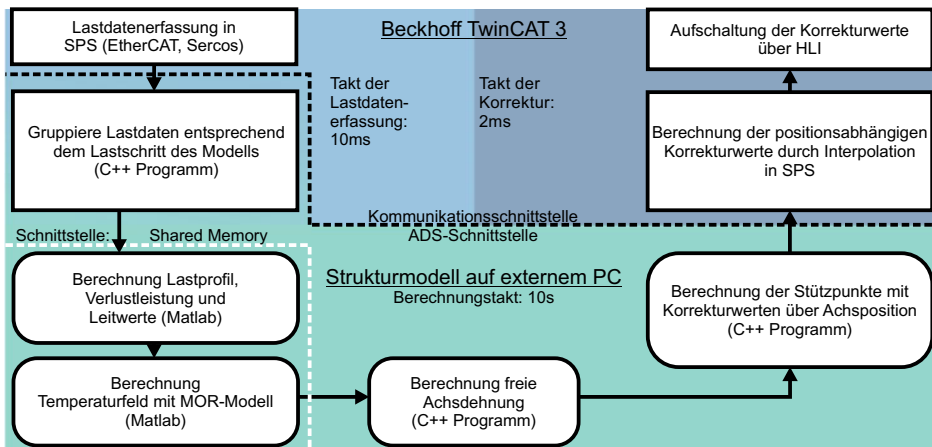 Lastdatenerfassung in
SPS (EtherCAT, Sercos)
Beckhoff TwinCAT 3
Aufschaltung der Korrekturwerte
über HLI
Takt der
Lastdaten-
erfassung:
10ms
Takt der
Korrektur:
2ms
Gruppiere Lastdaten entsprechend
dem Lastschritt des Modells
(C++ Programm)
Berechnung der positionsabhängigen
Korrekturwerte durch Interpolation
in SPS
Kommunikationsschnittstelle
ADS-Schnittstelle
Schnittstelle: Shared Memory
Berechnung Lastprofil,
Verlustleistung und
Leitwerte (Matlab)
Strukturmodell auf externem PC
Berechnungstakt: 10s
Berechnung der Stützpunkte mit
Korrekturwerten über Achsposition
(C++ Programm)
Berechnung
Temperaturfeld mit MOR-Modell
(Matlab)
Berechnung freie
Achsdehnung
(C++ Programm)